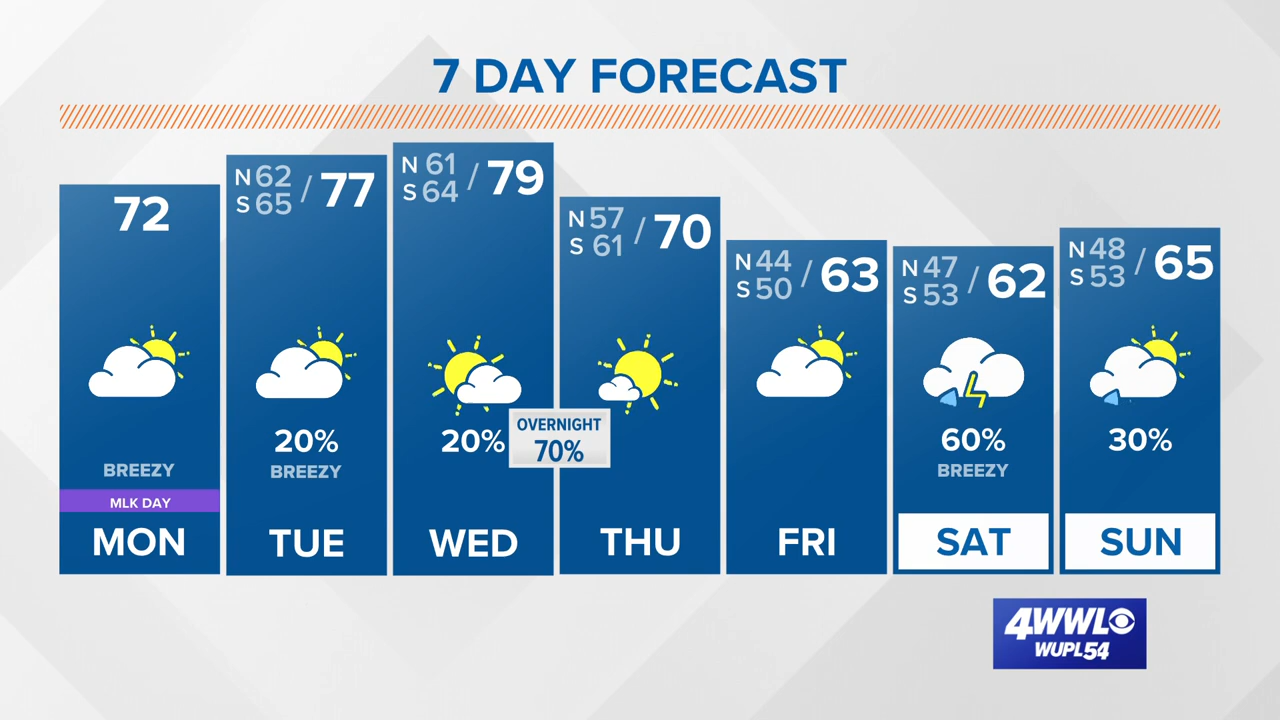 7 DAY FORECAST
72
BREEZY
MLK DAY
MON
N 62
S 65
/ 77
20%
BREEZY
TUE
N 61
S 64
/ 79
20%
WED
OVERNIGHT
70%
N 57
S 61
/ 70
THU
N 44
S 50
/ 63
FRI
N 47
S 53
/ 62
60%
BREEZY
SAT
N 48
S 53
/ 65
30%
SUN
4WWL
WUPL54